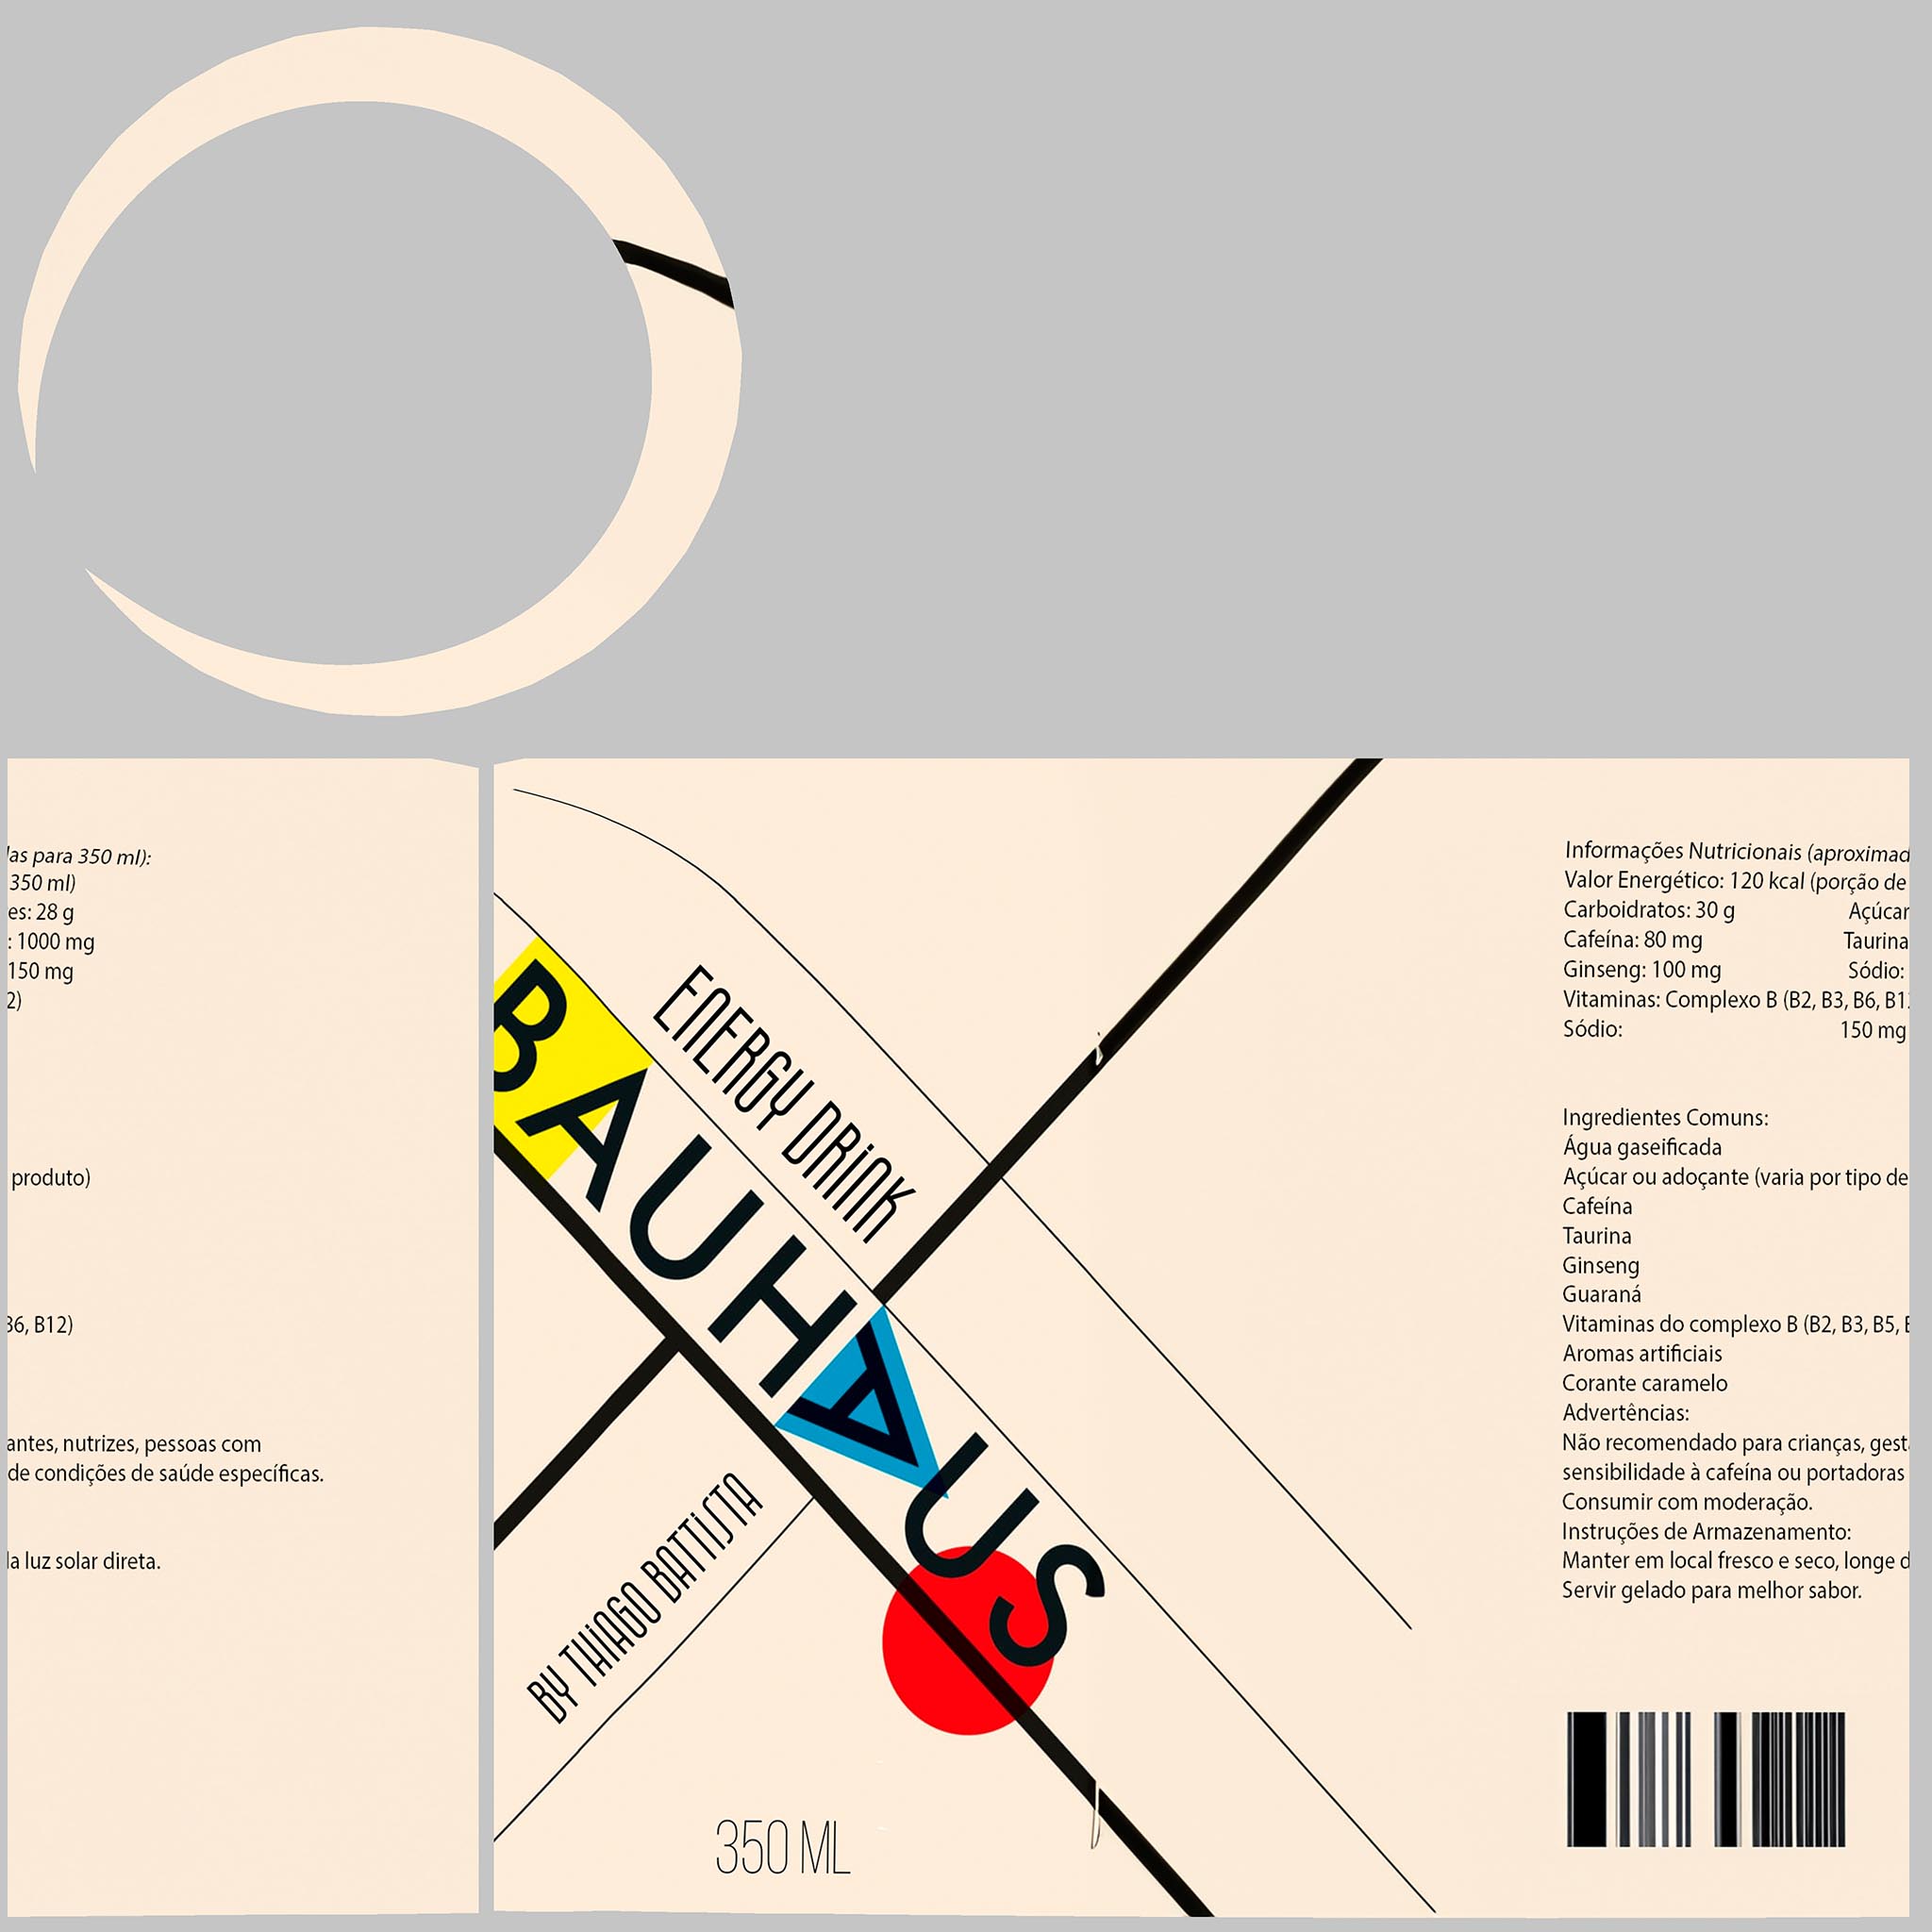 las para 350 ml):
350 ml)
es: 28 g
: 1000 mg
150 mg
2)
produto)
B6, B12)
antes, nutrizes, pessoas com
de condições de saúde específicas.
la luz solar direta.
ENERGY DRINK
BAUHAUS
BY THIAGO BATTISTA
350 ML
Informações Nutricionais (aproximad
Valor Energético: 120 kcal (porção de
Carboidratos: 30 g Açúcar
Cafeína: 80 mg Taurina
Ginseng: 100 mg Sódio:
Vitaminas: Complexo B (B2, B3, B6, B12
Sódio: 150 mg
Ingredientes Comuns:
Água gaseificada
Açúcar ou adoçante (varia por tipo de
Cafeína
Taurina
Ginseng
Guaraná
Vitaminas do complexo B (B2, B3, B5, B
Aromas artificiais
Corante caramelo
Advertências:
Não recomendado para crianças, gest
sensibilidade à cafeína ou portadoras
Consumir com moderação.
Instruções de Armazenamento:
Manter em local fresco e seco, longe d
Servir gelado para melhor sabor.